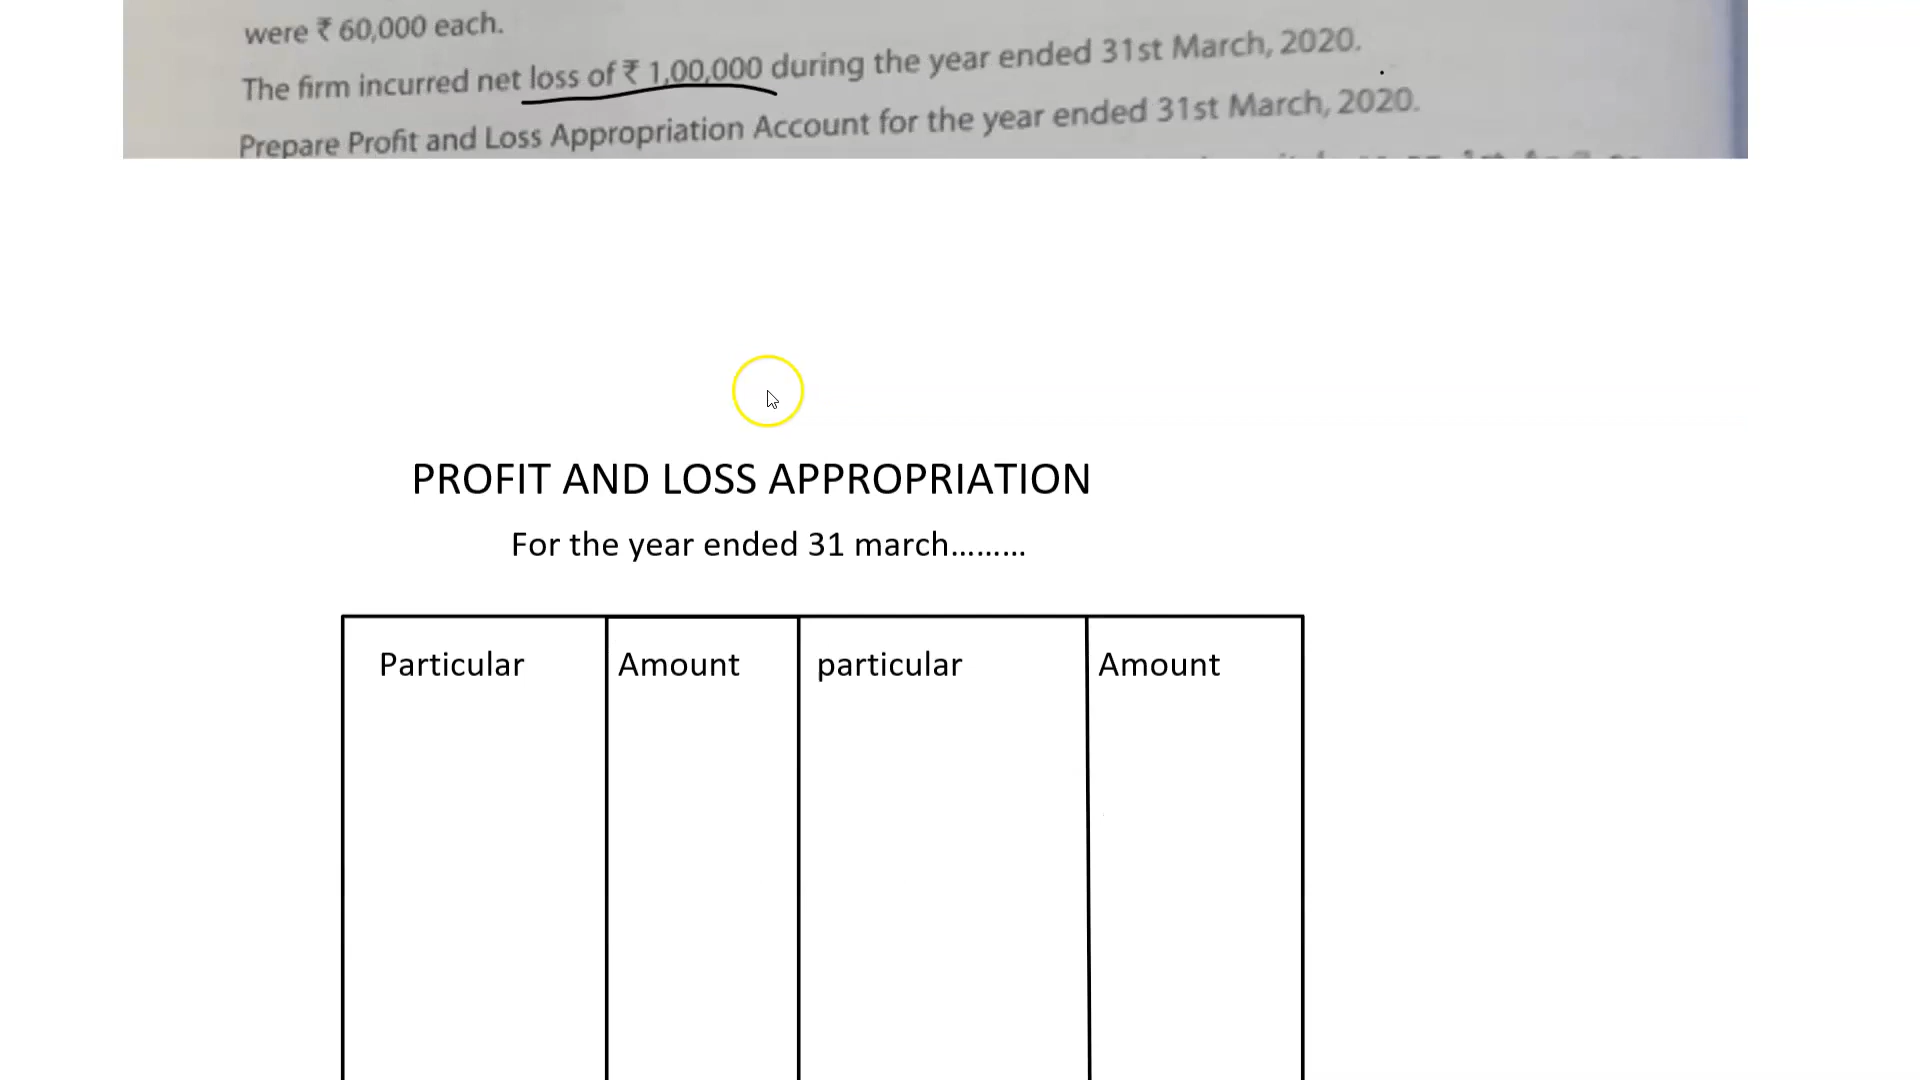 were ₹ 60,000 each.
The firm incurred net loss of ₹ 1,00,000 during the year ended 31st March, 2020.
Prepare Profit and Loss Appropriation Account for the year ended 31st March, 2020.
PROFIT AND LOSS APPROPRIATION
For the year ended 31 march.........
Particular Amount particular Amount